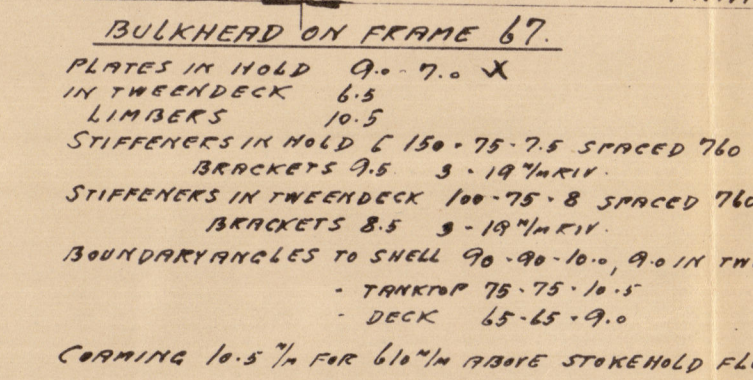 BULKHEAD ON FRAME 67.
PLATES IN HOLD 9.0 - 7.0 X
IN TWEENDECK 6.5
LIMBERS 10.5
STIFFENERS IN HOLD [ 150 - 75 - 7.5 SPACED 760
BRACKETS 9.5 3 - 19 m/m RIV.
STIFFENERS IN TWEENDECK 100 - 75 - 8 SPACED 760
BRACKETS 8.5 3 - 19 m/m RIV.
BOUNDARY ANGLES TO SHELL 90 - 90 - 10.0, 9.0 IN TW
- TANKTOP 75 - 75 - 10.5
- DECK 65 - 65 - 9.0
COAMING 10.5 m/m FOR 610 m/m ABOVE STOKEHOLD FL